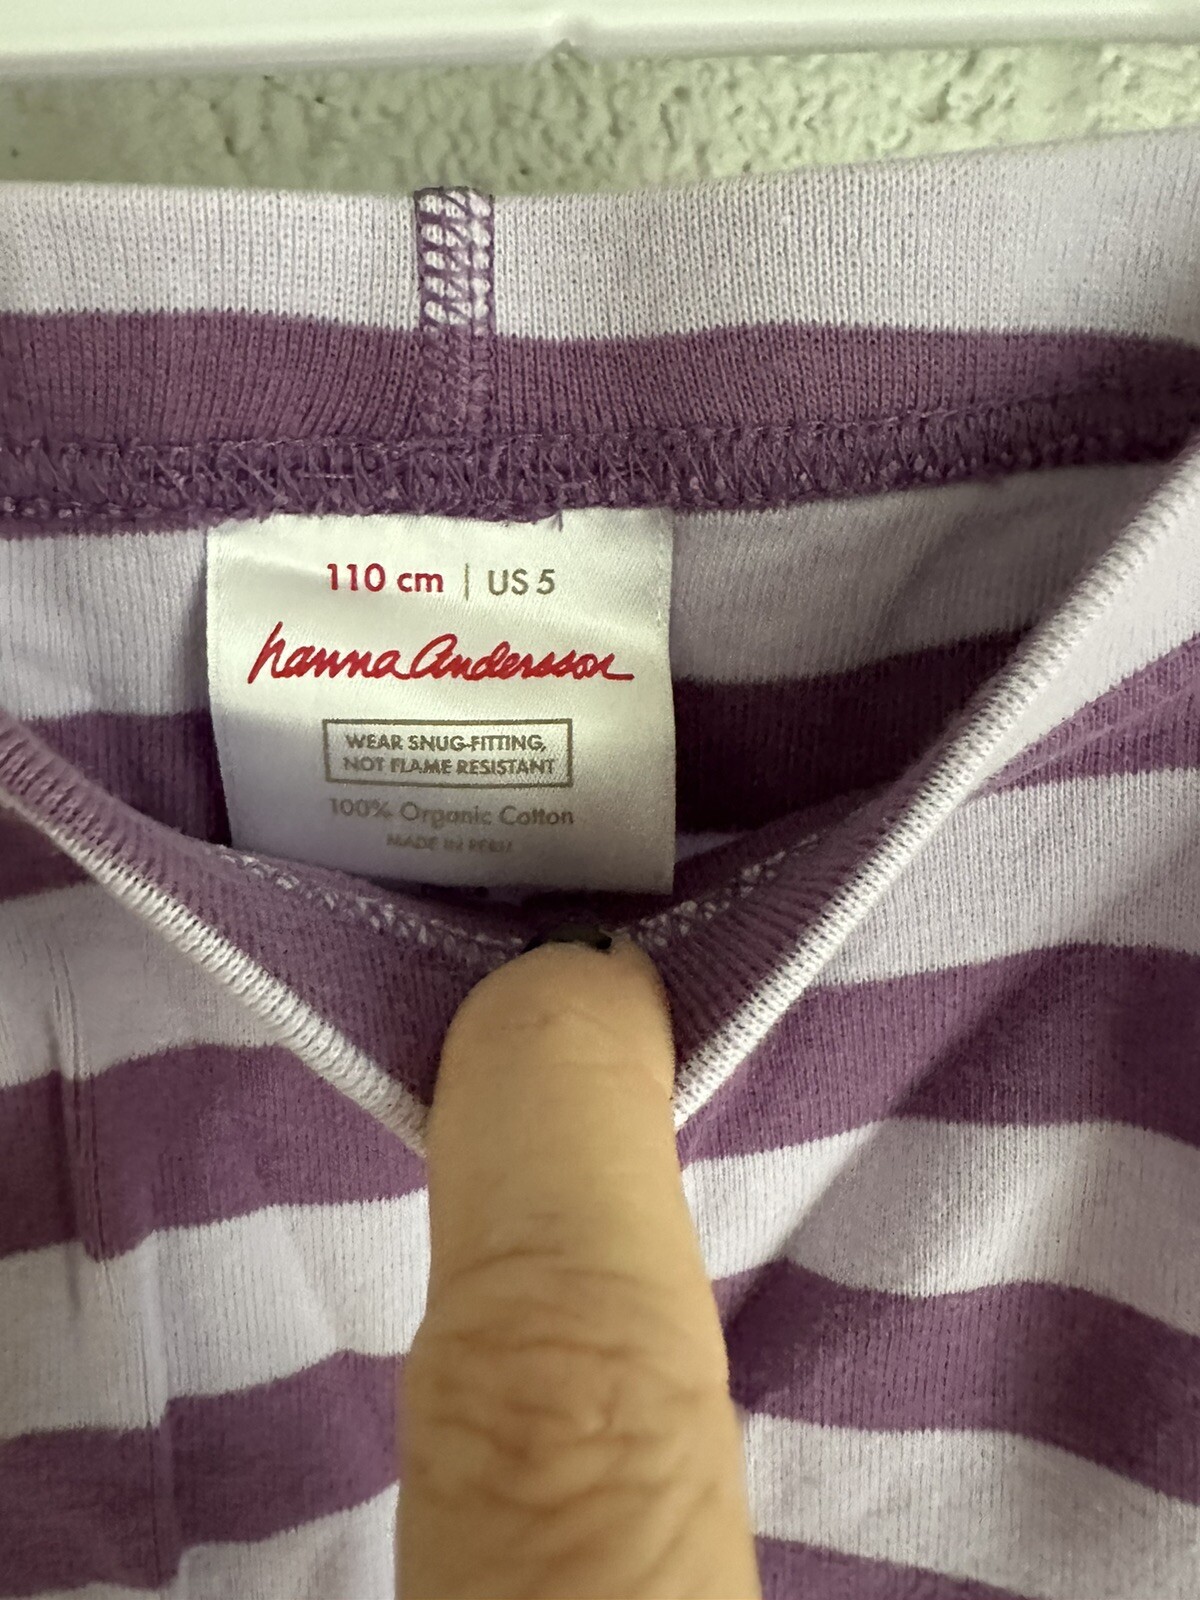 110 cm | US 5
hanna Andersson
WEAR SNUG-FITTING,
NOT FLAME RESISTANT
100% Organic Cotton
MADE IN PERU